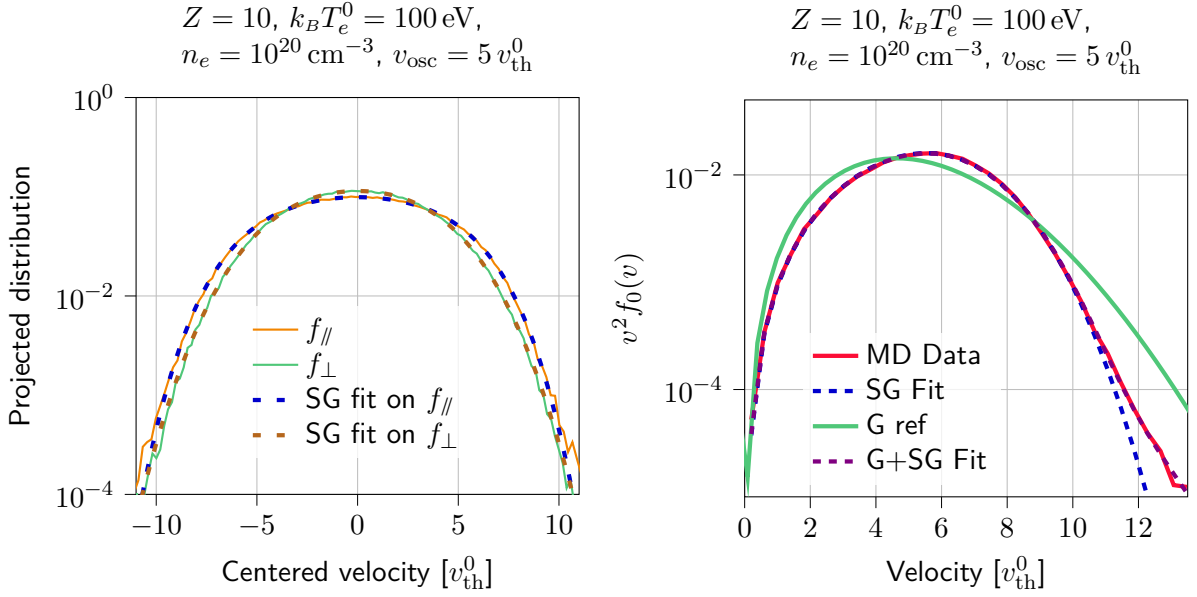 Z = 10, k_B T_e^0 = 100 eV,
n_e = 10^20 cm^−3, v_osc = 5 v_th^0
Projected distribution
10^0
10^−2
10^−4
f_∥
f_⊥
SG fit on f_∥
SG fit on f_⊥
−10 −5 0 5 10
Centered velocity [v_th^0]
Z = 10, k_B T_e^0 = 100 eV,
n_e = 10^20 cm^−3, v_osc = 5 v_th^0
v^2 f_0(v)
10^−2
10^−4
MD Data
SG Fit
G ref
G+SG Fit
0 2 4 6 8 10 12
Velocity [v_th^0]